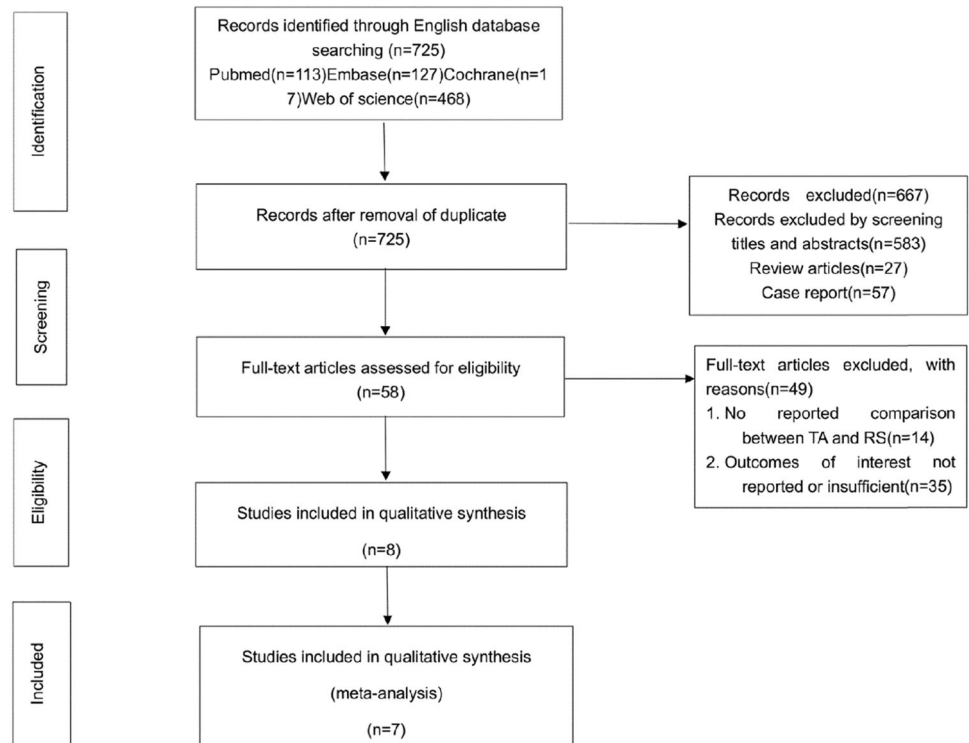 Identification
Records identified through English database
searching (n=725)
Pubmed(n=113)Embase(n=127)Cochrane(n=1
7)Web of science(n=468)
Records after removal of duplicate
(n=725)
Records excluded(n=667)
Records excluded by screening
titles and abstracts(n=583)
Review articles(n=27)
Case report(n=57)
Screening
Full-text articles assessed for eligibility
(n=58)
Full-text articles excluded, with
reasons(n=49)
1. No reported comparison
between TA and RS(n=14)
2. Outcomes of interest not
reported or insufficient(n=35)
Eligibility
Studies included in qualitative synthesis
(n=8)
Included
Studies included in qualitative synthesis
(meta-analysis)
(n=7)